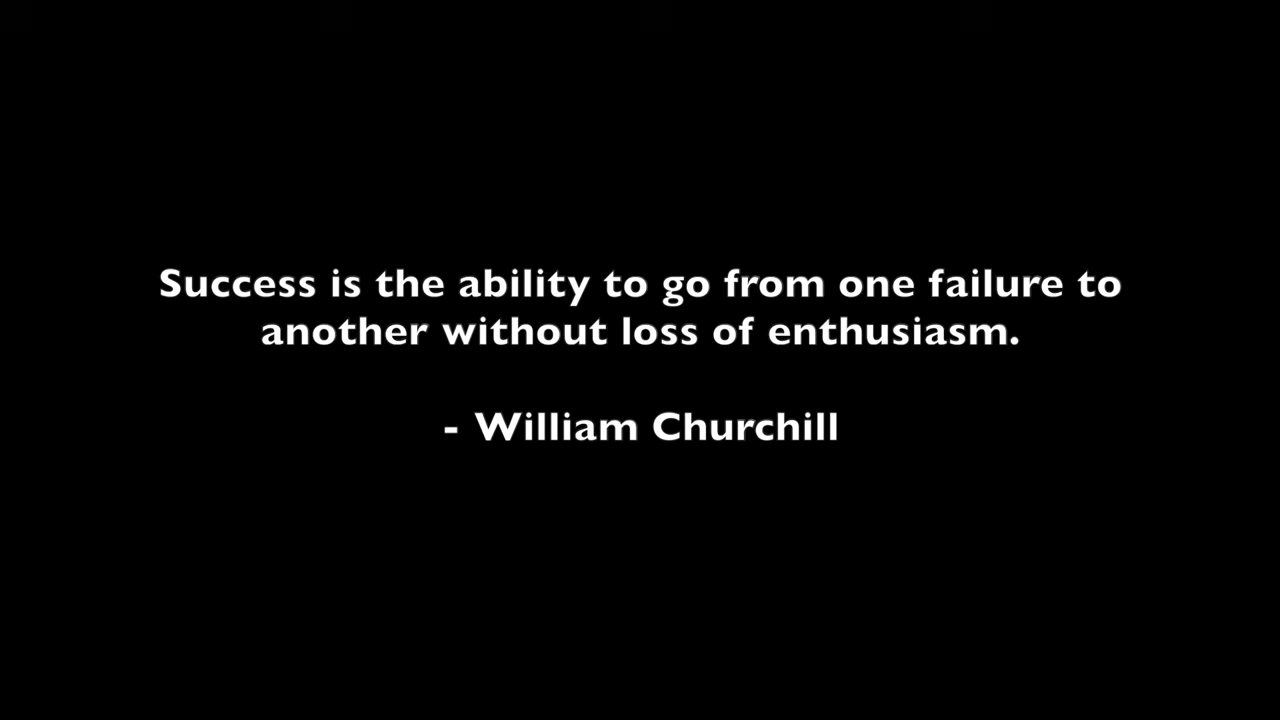 Success is the ability to go from one failure to
another without loss of enthusiasm.
- William Churchill